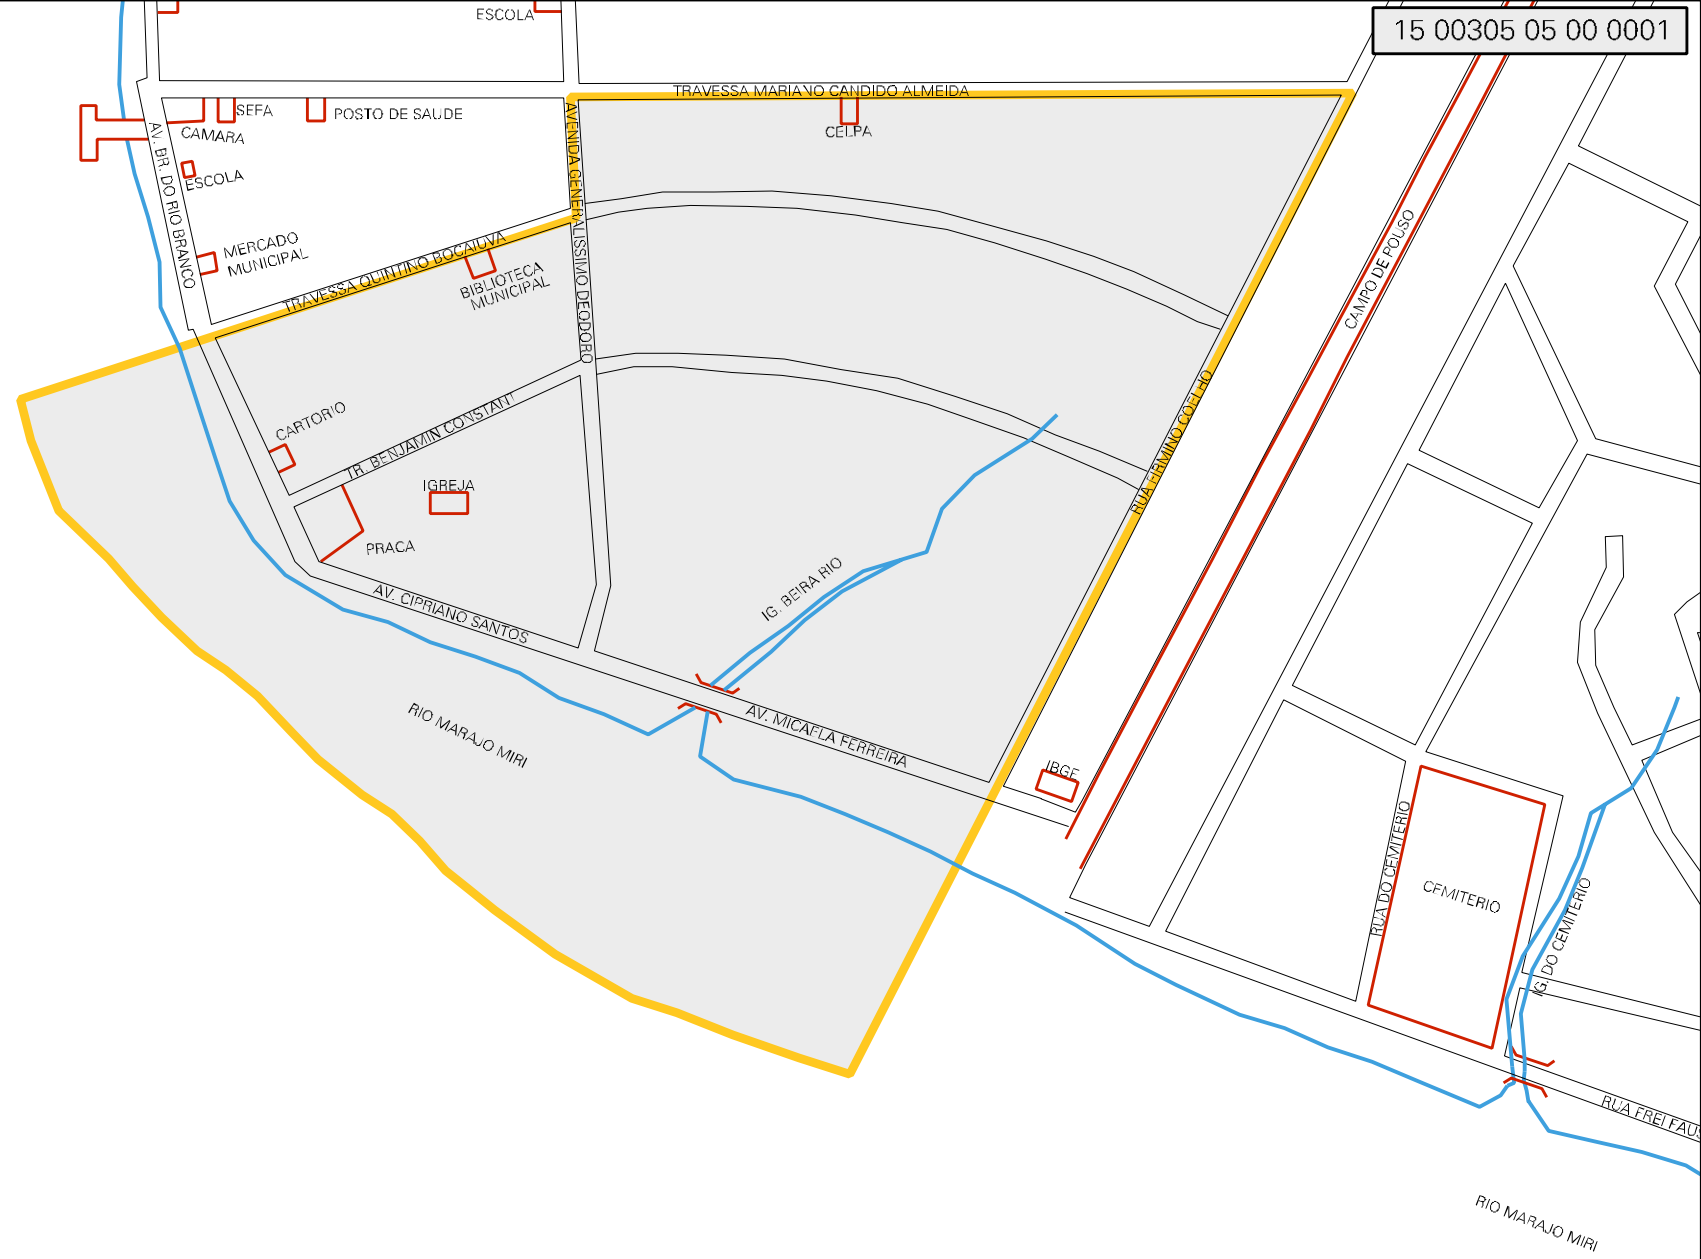 ESCOLA
15 00305 05 00 0001
TRAVESSA MARIANO CANDIDO ALMEIDA
SEFA
POSTO DE SAUDE
CAMARA
CELPA
AV. BR. DO RIO BRANCO
AVENIDA GENERALISSIMO DEODORO
ESCOLA
MERCADO
MUNICIPAL
TRAVESSA QUINTINO BOCAIUVA
BIBLIOTECA
MUNICIPAL
CAMPO DE POUSO
CARTORIO
TR. BENJAMIN CONSTANT
RUA FIRMINO COELHO
IGREJA
PRACA
IG. BEIRA RIO
AV. CIPRIANO SANTOS
RIO MARAJO MIRI
AV. MICAELA FERREIRA
IBGE
RUA DO CEMITERIO
CEMITERIO
IG. DO CEMITERIO
RUA FREI FAUS
RIO MARAJO MIRI